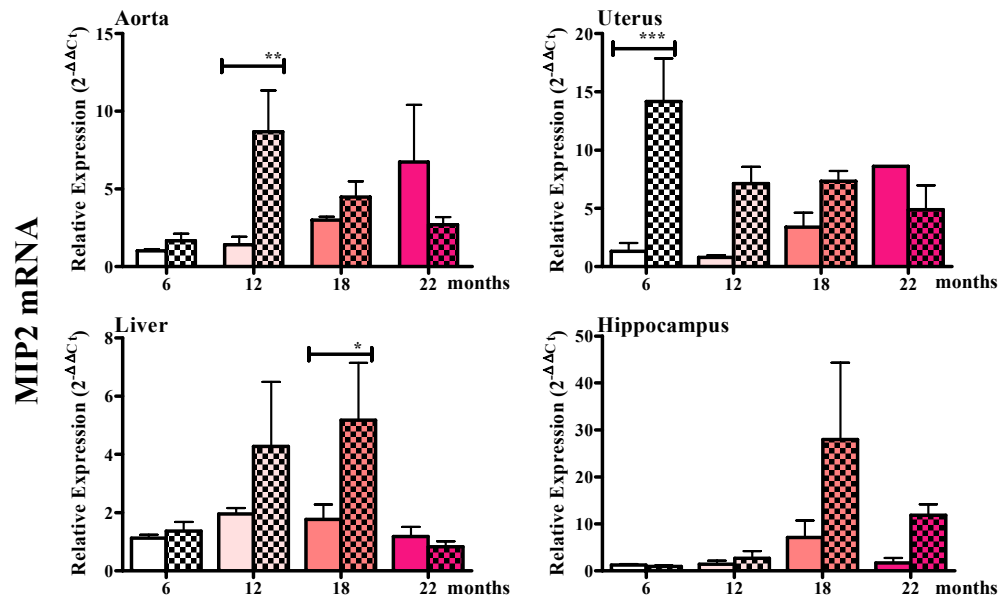 MIP2 mRNA
Aorta
Relative Expression (2-ΔΔCt)
15
10
5
0
**
6 12 18 22 months
Uterus
Relative Expression (2-ΔΔCt)
20
15
10
5
0
***
6 12 18 22 months
Liver
Relative Expression (2-ΔΔCt)
8
6
4
2
0
*
6 12 18 22 months
Hippocampus
Relative Expression (2-ΔΔCt)
50
40
30
20
10
0
6 12 18 22 months